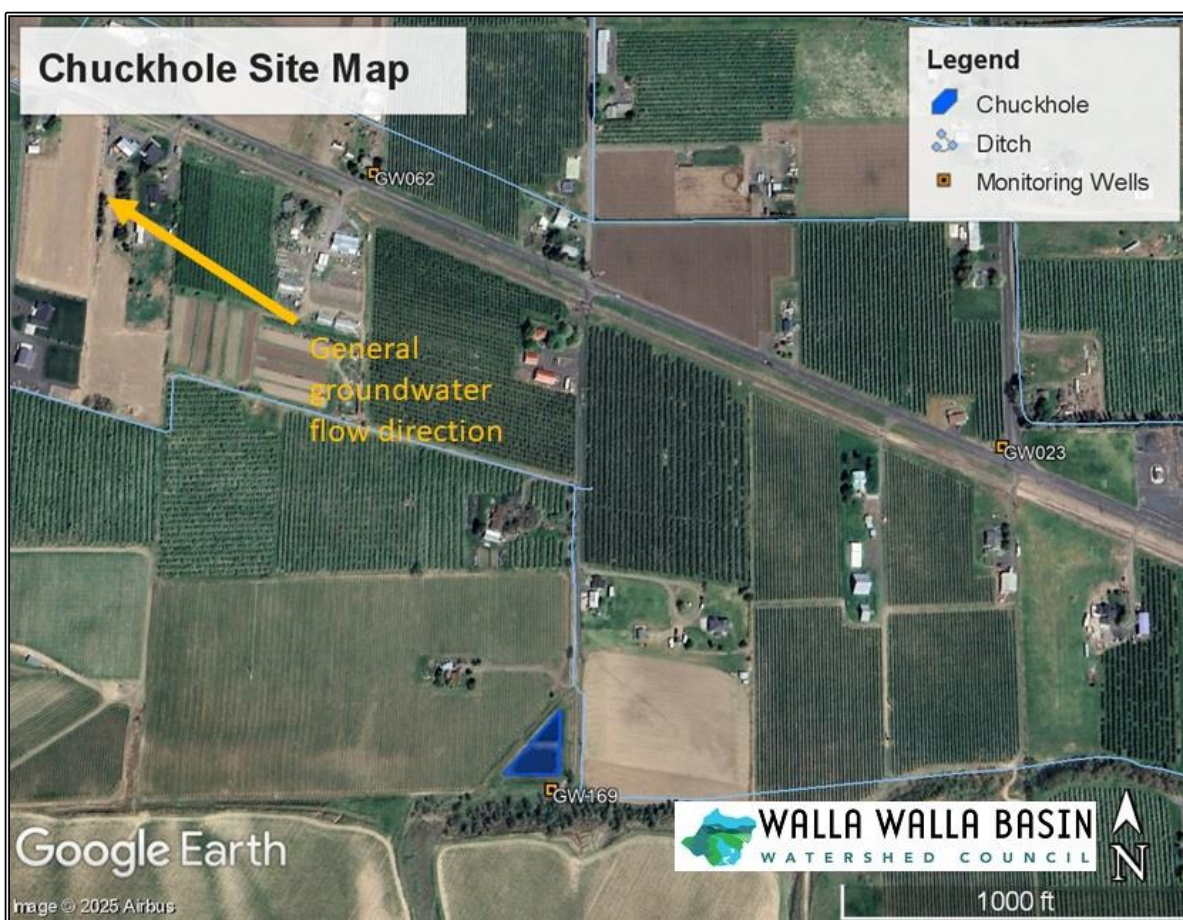 Chuckhole Site Map
Legend
Chuckhole
Ditch
Monitoring Wells
GW062
General
groundwater
flow direction
GW023
GW169
WALLA WALLA BASIN
WATERSHED COUNCIL
N
Google Earth
1000 ft
Image © 2025 Airbus